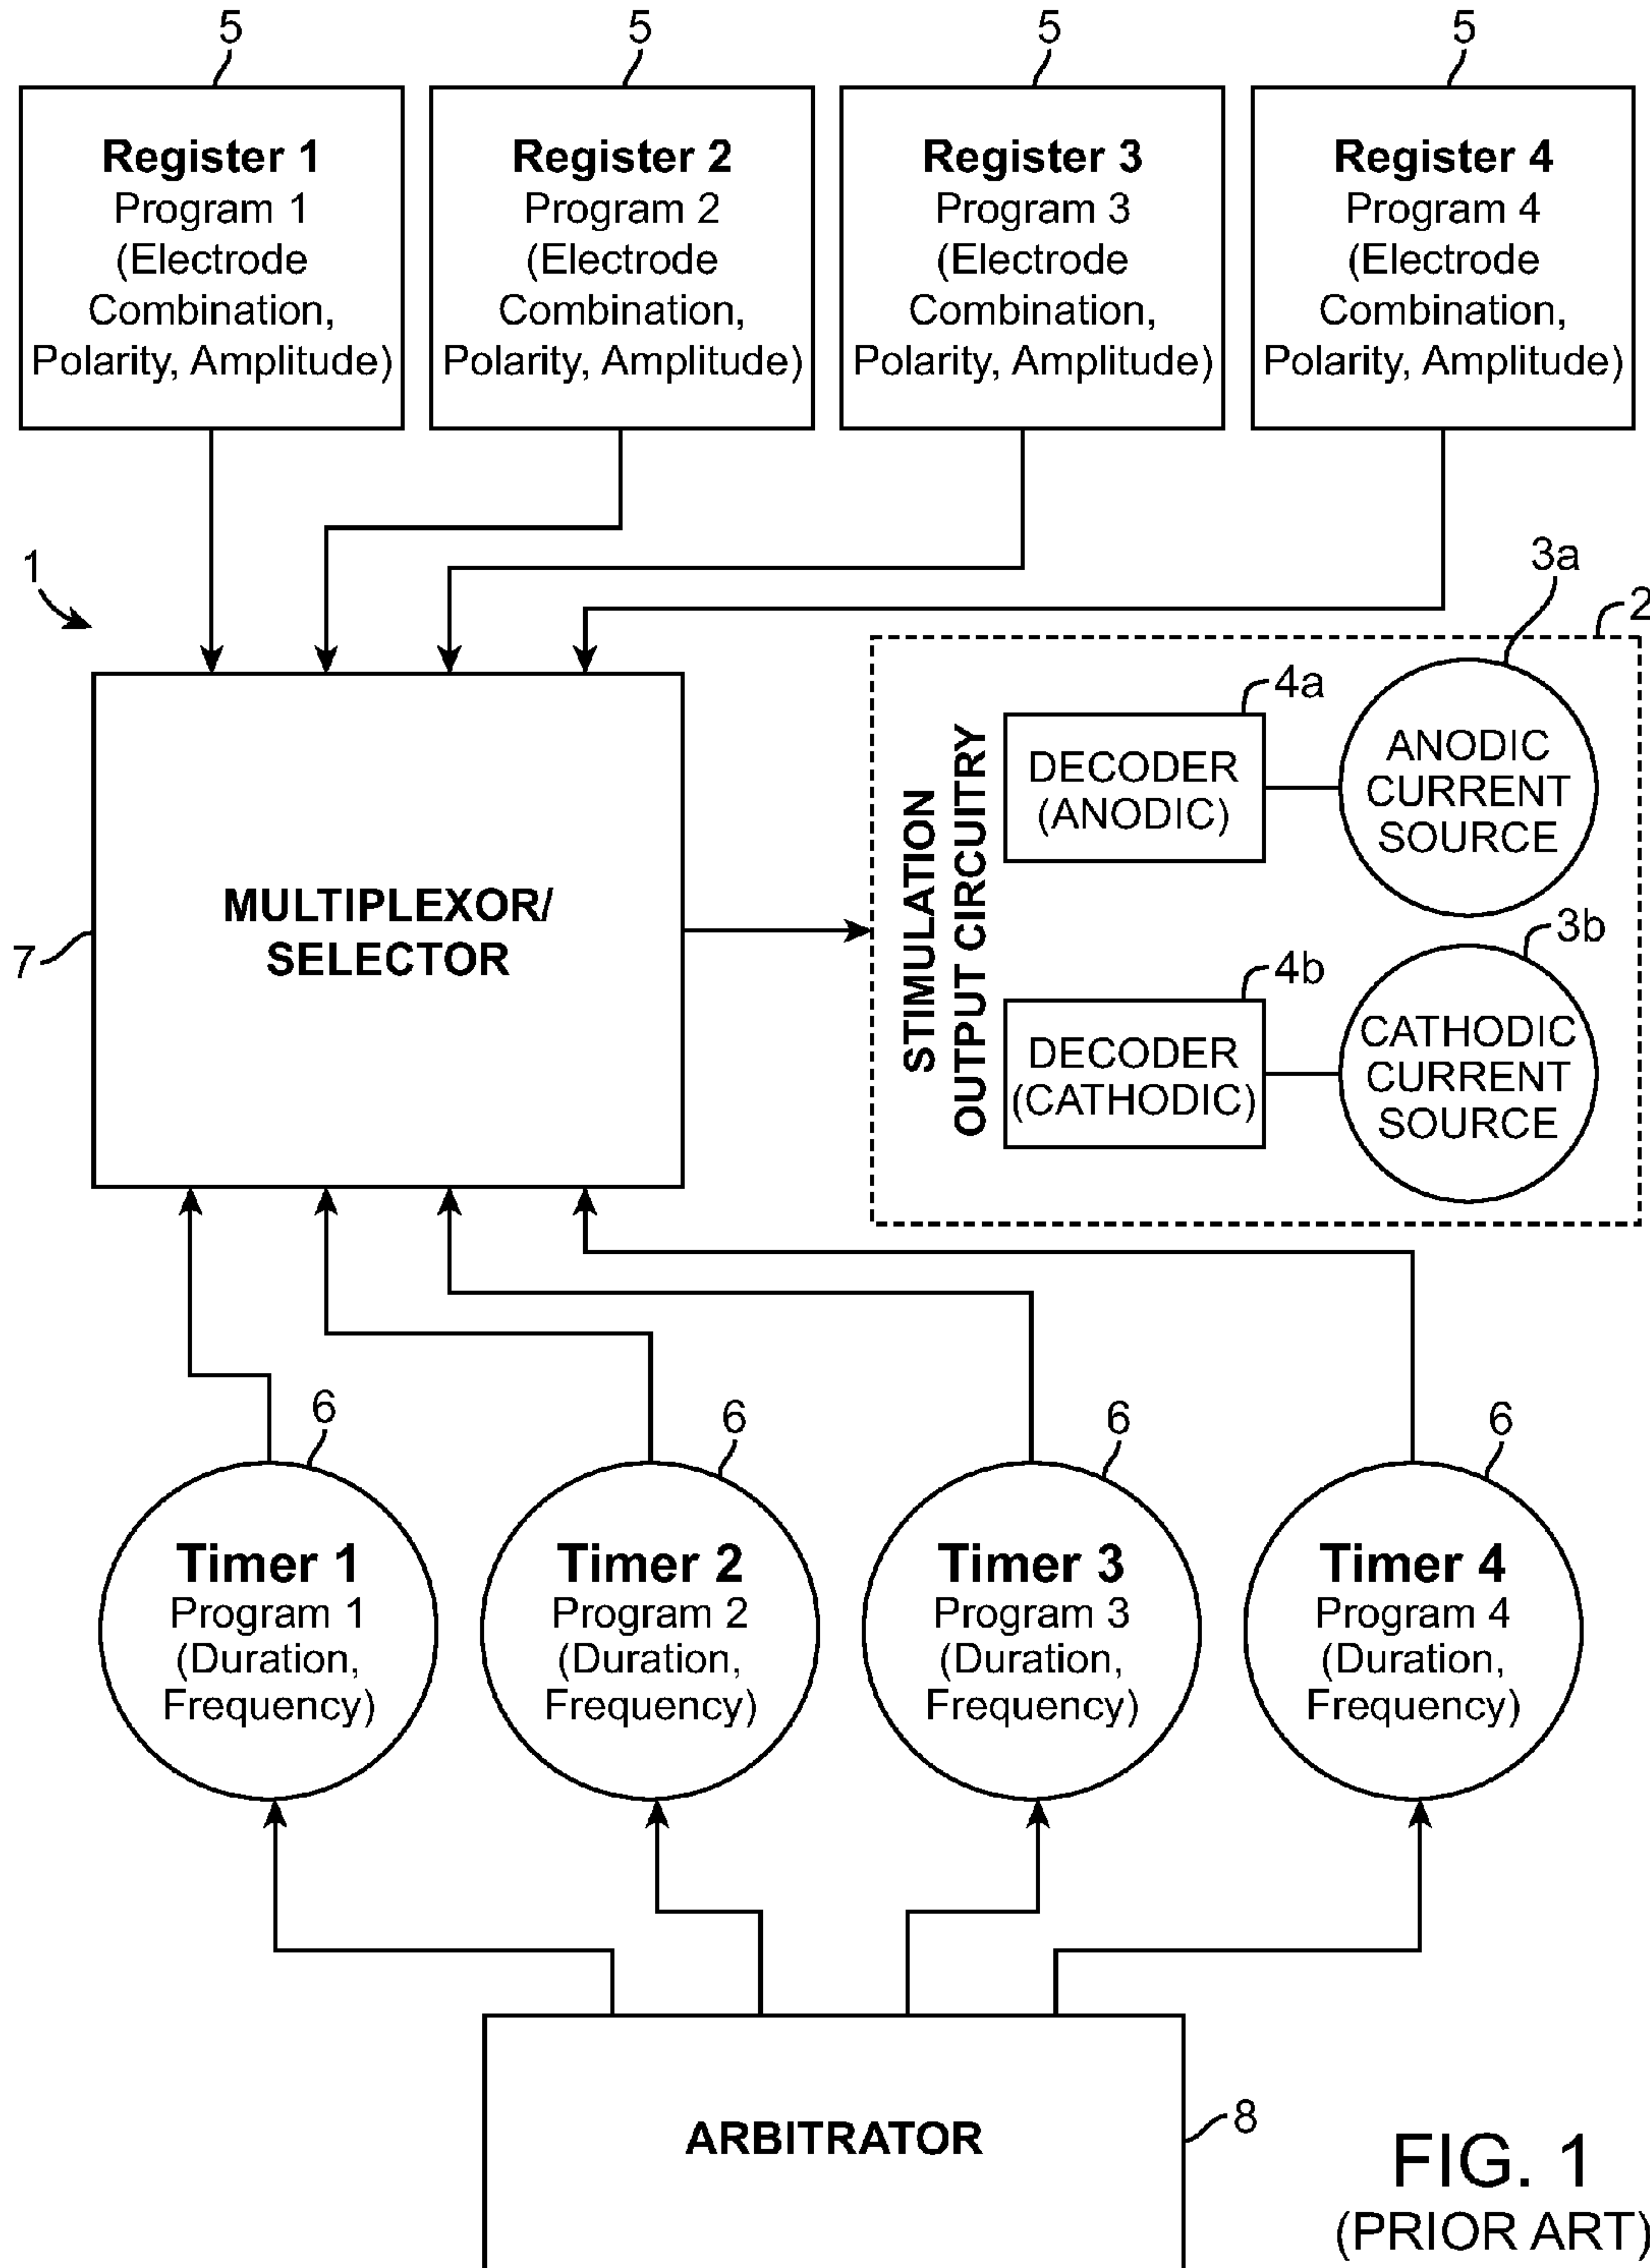 5
5
5
5
Register 1
Program 1
(Electrode
Combination,
Polarity, Amplitude)
Register 2
Program 2
(Electrode
Combination,
Polarity, Amplitude)
Register 3
Program 3
(Electrode
Combination,
Polarity, Amplitude)
Register 4
Program 4
(Electrode
Combination,
Polarity, Amplitude)
1
3a
2
4a
MULTIPLEXOR/
SELECTOR
7
STIMULATION
OUTPUT CIRCUITRY
DECODER
(ANODIC)
ANODIC
CURRENT
SOURCE
3b
4b
DECODER
(CATHODIC)
CATHODIC
CURRENT
SOURCE
6
6
6
6
Timer 1
Program 1
(Duration,
Frequency)
Timer 2
Program 2
(Duration,
Frequency)
Timer 3
Program 3
(Duration,
Frequency)
Timer 4
Program 4
(Duration,
Frequency)
ARBITRATOR
8
FIG. 1
(PRIOR ART)